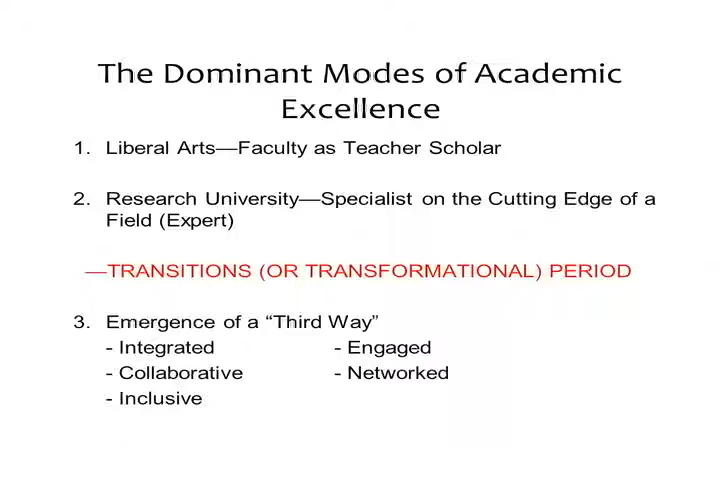 The Dominant Modes of Academic
Excellence
1. Liberal Arts—Faculty as Teacher Scholar
2. Research University—Specialist on the Cutting Edge of a
Field (Expert)
—TRANSITIONS (OR TRANSFORMATIONAL) PERIOD
3. Emergence of a “Third Way”
- Integrated - Engaged
- Collaborative - Networked
- Inclusive